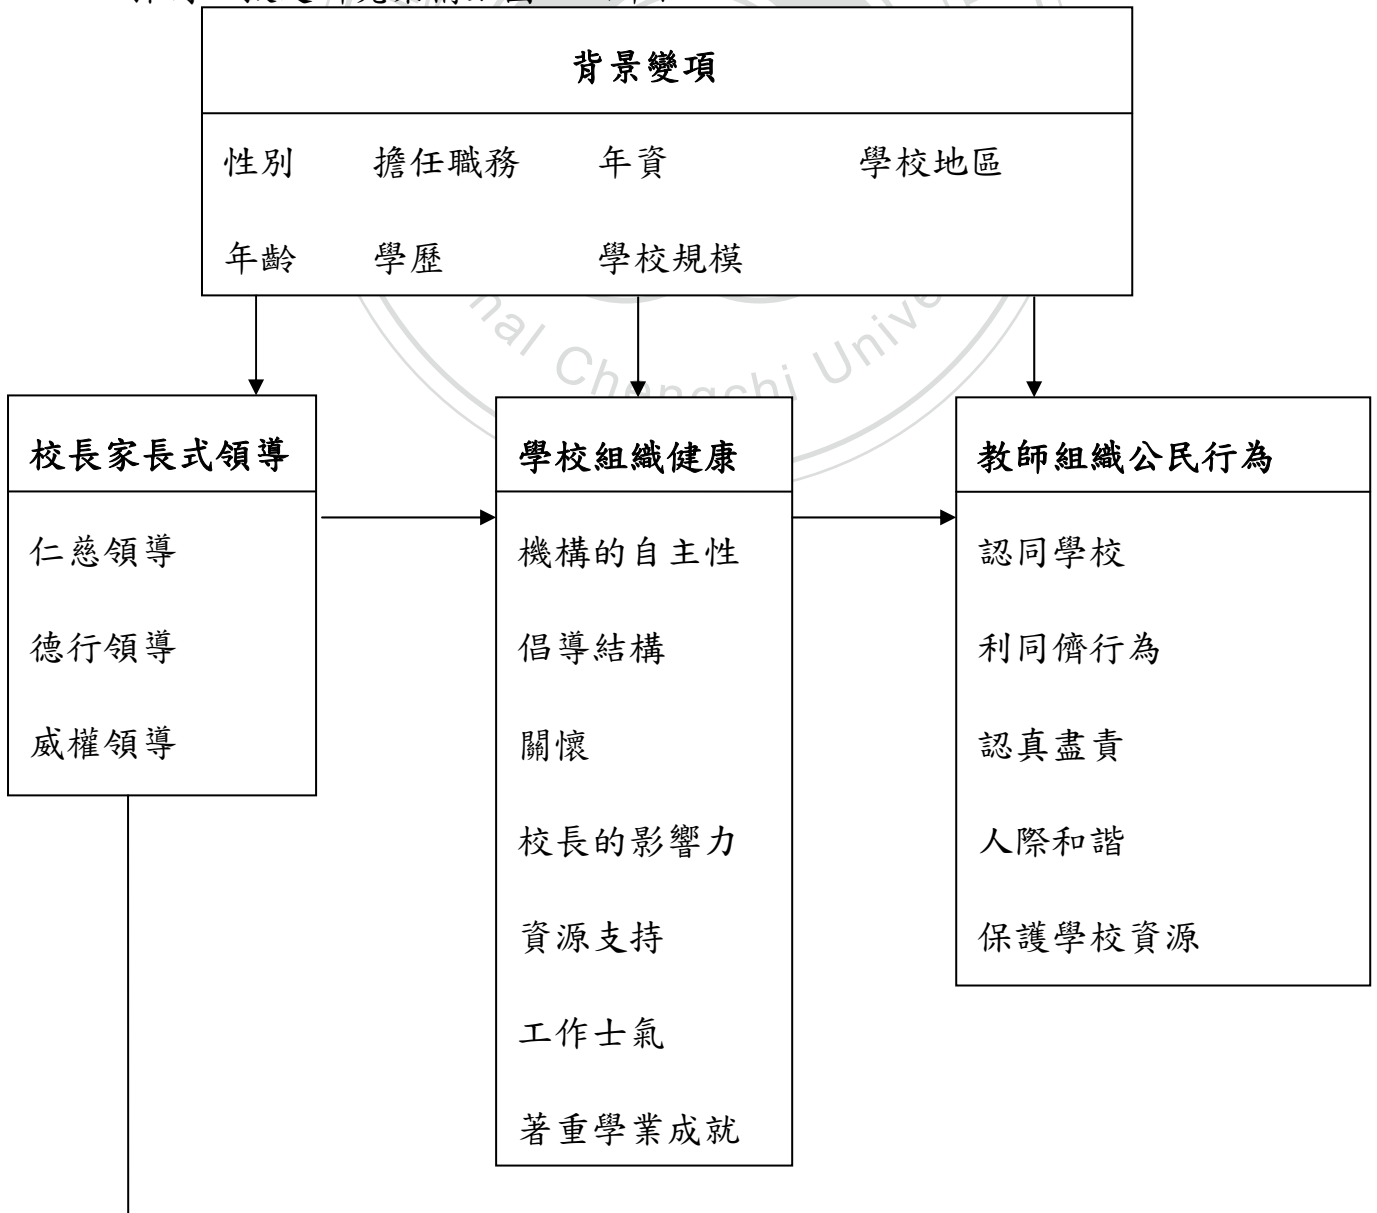 背景變項
性別 擔任職務 年資 學校地區
年齡 學歷 學校規模
nal Chengchi Unive
校長家長式領導
仁慈領導
德行領導
威權領導
學校組織健康
機構的自主性
倡導結構
關懷
校長的影響力
資源支持
工作士氣
著重學業成就
教師組織公民行為
認同學校
利同儕行為
認真盡責
人際和諧
保護學校資源